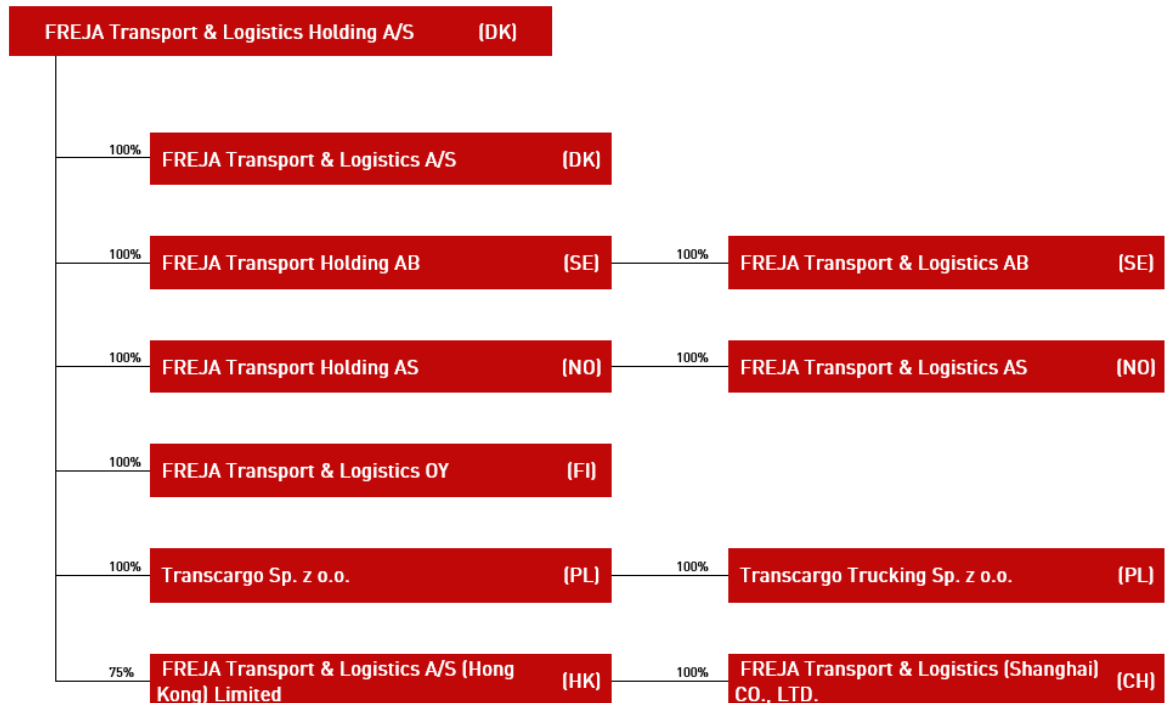 FREJA Transport & Logistics Holding A/S (DK)
100% FREJA Transport & Logistics A/S (DK)
100% FREJA Transport Holding AB (SE) 100% FREJA Transport & Logistics AB (SE)
100% FREJA Transport Holding AS (NO) 100% FREJA Transport & Logistics AS (NO)
100% FREJA Transport & Logistics OY (FI)
100% Transcargo Sp. z o.o. (PL) 100% Transcargo Trucking Sp. z o.o. (PL)
75% FREJA Transport & Logistics A/S (Hong
Kong) Limited (HK)
100% FREJA Transport & Logistics (Shanghai)
CO., LTD. (CH)